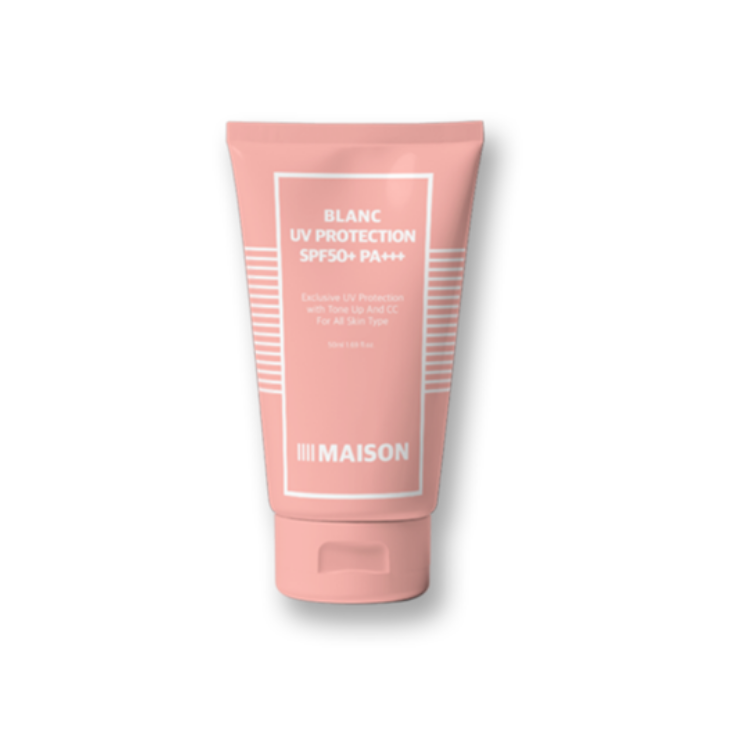 BLANC
UV PROTECTION
SPF50+ PA+++
Exclusive UV Protection
with Tone Up And CC
For All Skin Type
MAISON